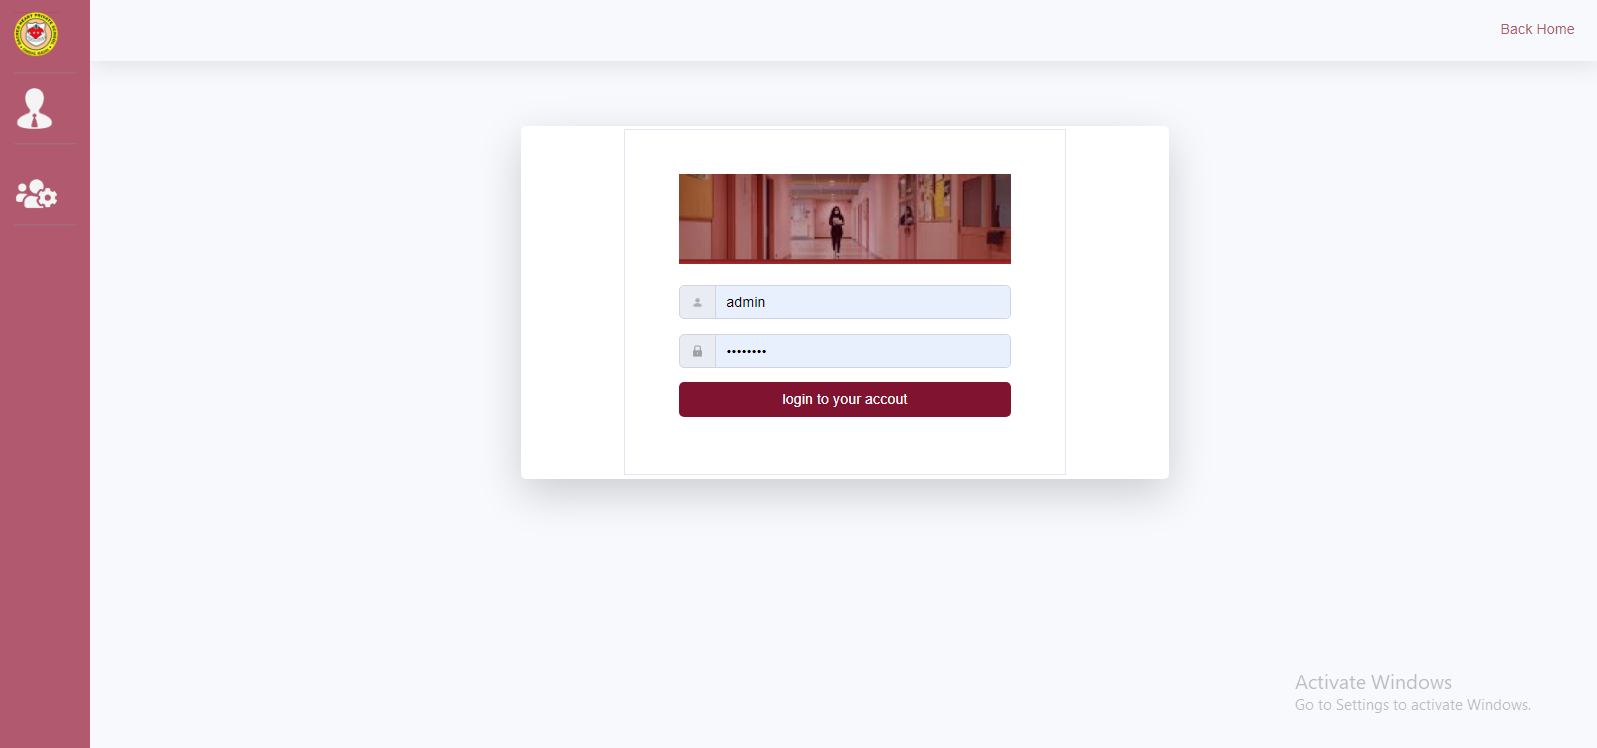 Back Home
admin
••••••••
login to your accout
Activate Windows
Go to Settings to activate Windows.